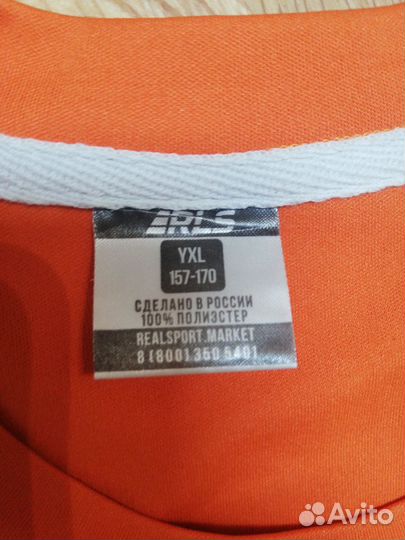 RLS
YXL
157-170
СДЕЛАНО В РОССИИ
100% ПОЛИЭСТЕР
REALSPORT.MARKET
8 (800) 350 5401
Avito